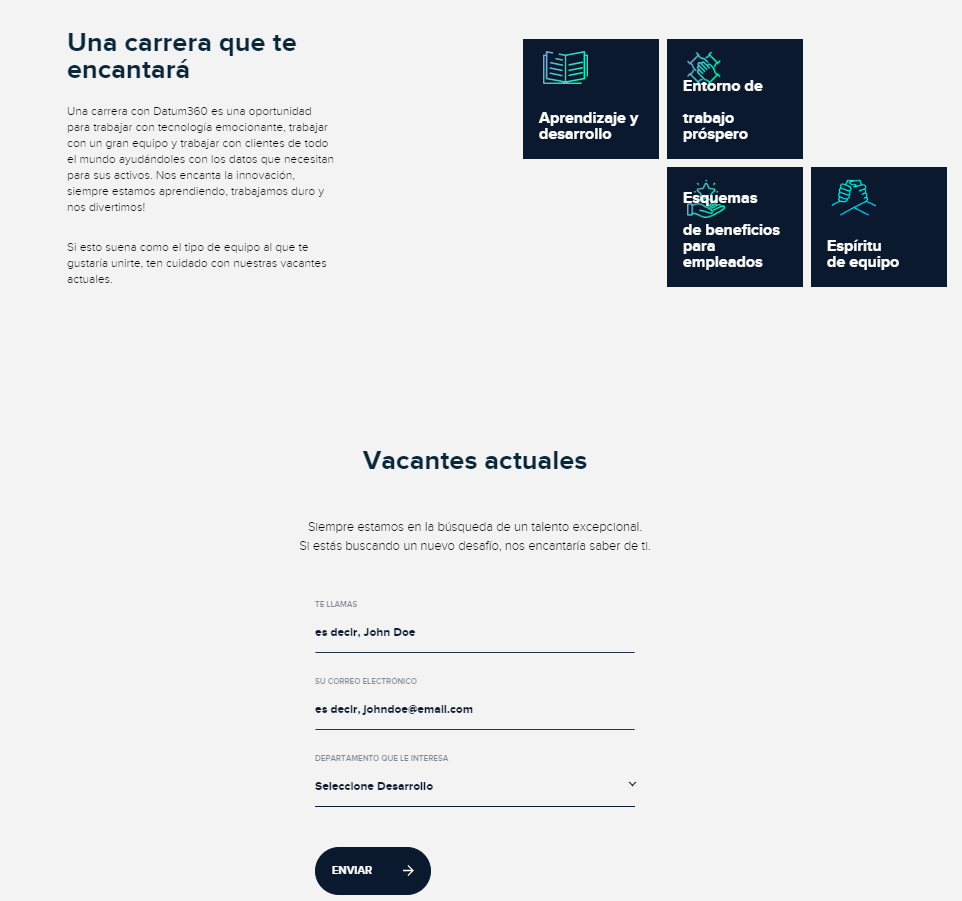 Una carrera que te
encantará
Una carrera con Datum360 es una oportunidad
para trabajar con tecnología emocionante, trabajar
con un gran equipo y trabajar con clientes de todo
el mundo ayudándoles con los datos que necesitan
para sus activos. Nos encanta la innovación,
siempre estamos aprendiendo, trabajamos duro y
nos divertimos!
Si esto suena como el tipo de equipo al que te
gustaría unirte, ten cuidado con nuestras vacantes
actuales.
Aprendizaje y
desarrollo
Entorno de
trabajo
próspero
Esquemas
de beneficios
para
empleados
Espíritu
de equipo
Vacantes actuales
Siempre estamos en la búsqueda de un talento excepcional.
Si estás buscando un nuevo desafío, nos encantaría saber de ti.
TE LLAMAS
es decir, John Doe
SU CORREO ELECTRÓNICO
es decir, johndoe@email.com
DEPARTAMENTO QUE LE INTERESA
Seleccione Desarrollo
ENVIAR